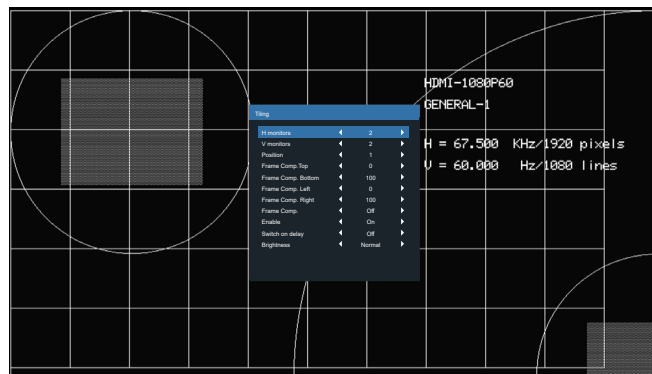 HDMI-1080P60
GENERAL-1
H = 67.500 KHz/1920 pixels
V = 60.000 Hz/1080 lines
Tiling
H monitors 2
V monitors 2
Position 1
Frame Comp.Top 0
Frame Comp. Bottom 100
Frame Comp. Left 0
Frame Comp. Right 100
Frame Comp. Off
Enable On
Switch on delay Off
Brightness Normal